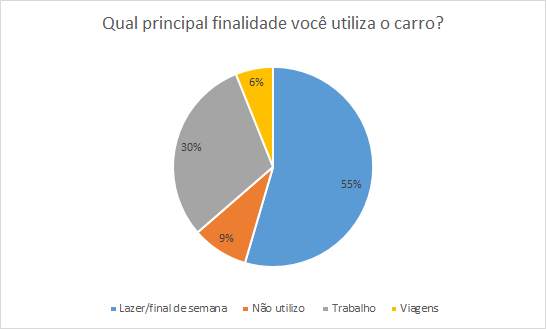 Qual principal finalidade você utiliza o carro?
6%
30%
55%
9%
Lazer/final de semana Não utilizo Trabalho Viagens